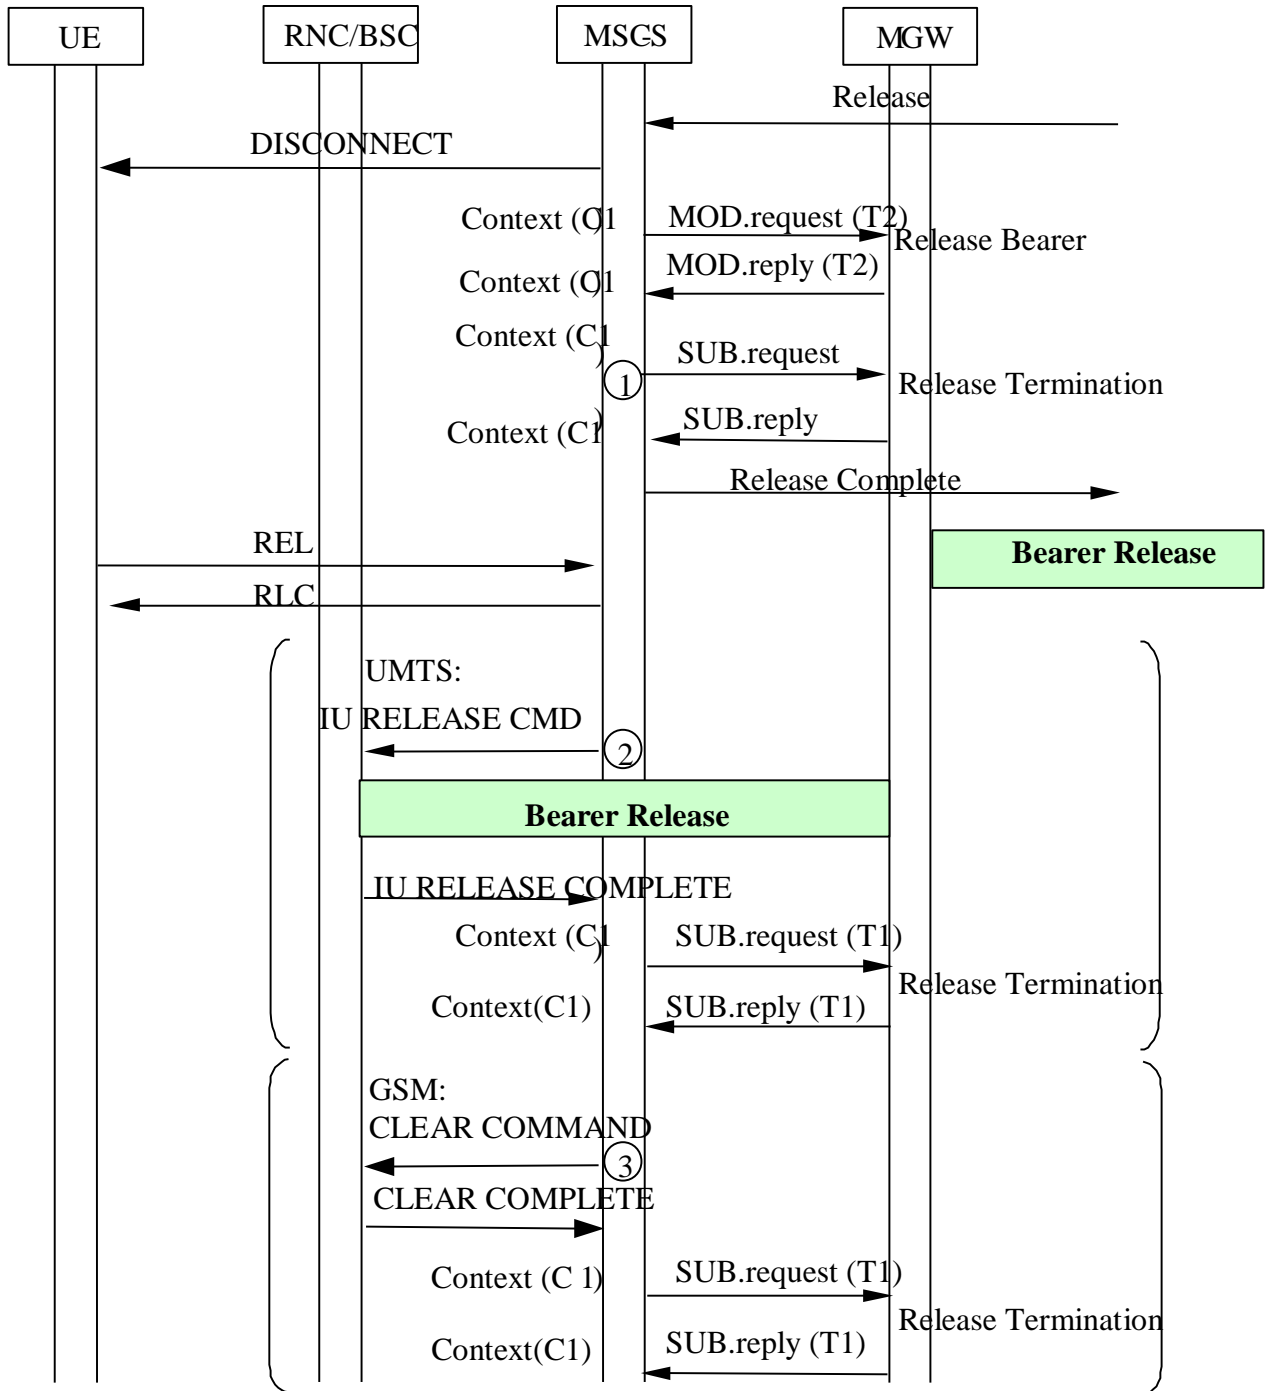 UE
RNC/BSC
MSC-S
MGW
Release
DISCONNECT
Context (C1)
MOD.request (T2)
Release Bearer
MOD.reply (T2)
Context (C1)
Context (C1)
SUB.request
1
Release Termination
Context (C1)
SUB.reply
Release Complete
REL
Bearer Release
RLC
UMTS:
IU RELEASE CMD
2
Bearer Release
IU RELEASE COMPLETE
Context (C1)
SUB.request (T1)
Release Termination
Context(C1)
SUB.reply (T1)
GSM:
CLEAR COMMAND
3
CLEAR COMPLETE
Context (C 1)
SUB.request (T1)
Release Termination
Context(C1)
SUB.reply (T1)